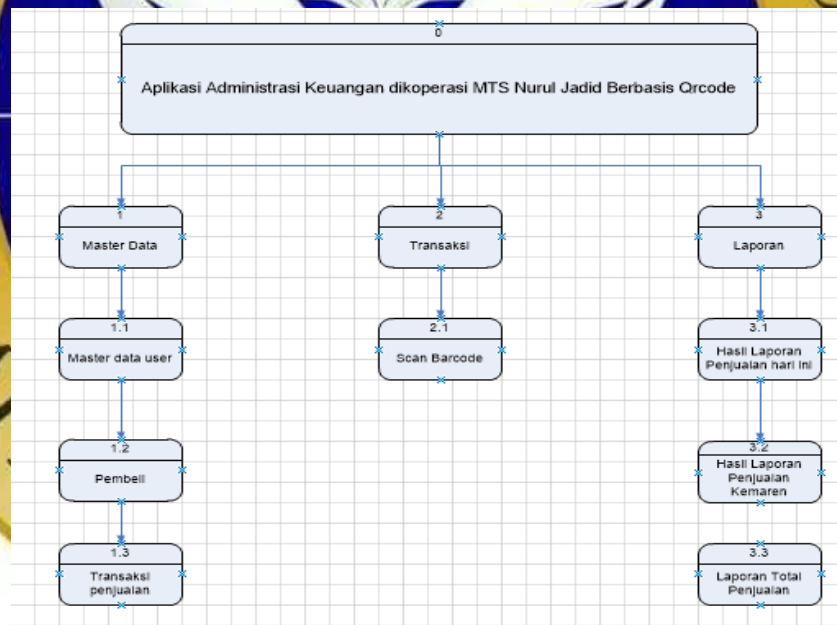 0
Aplikasi Administrasi Keuangan dikoperasi MTS Nurul Jadid Berbasis Qrcode
1
Master Data
2
Transaksi
3
Laporan
1.1
Master data user
2.1
Scan Barcode
3.1
Hasil Laporan
Penjualan hari ini
1.2
Pembeli
3.2
Hasil Laporan
Penjualan
Kemaren
1.3
Transaksi
penjualan
3.3
Laporan Total
Penjualan